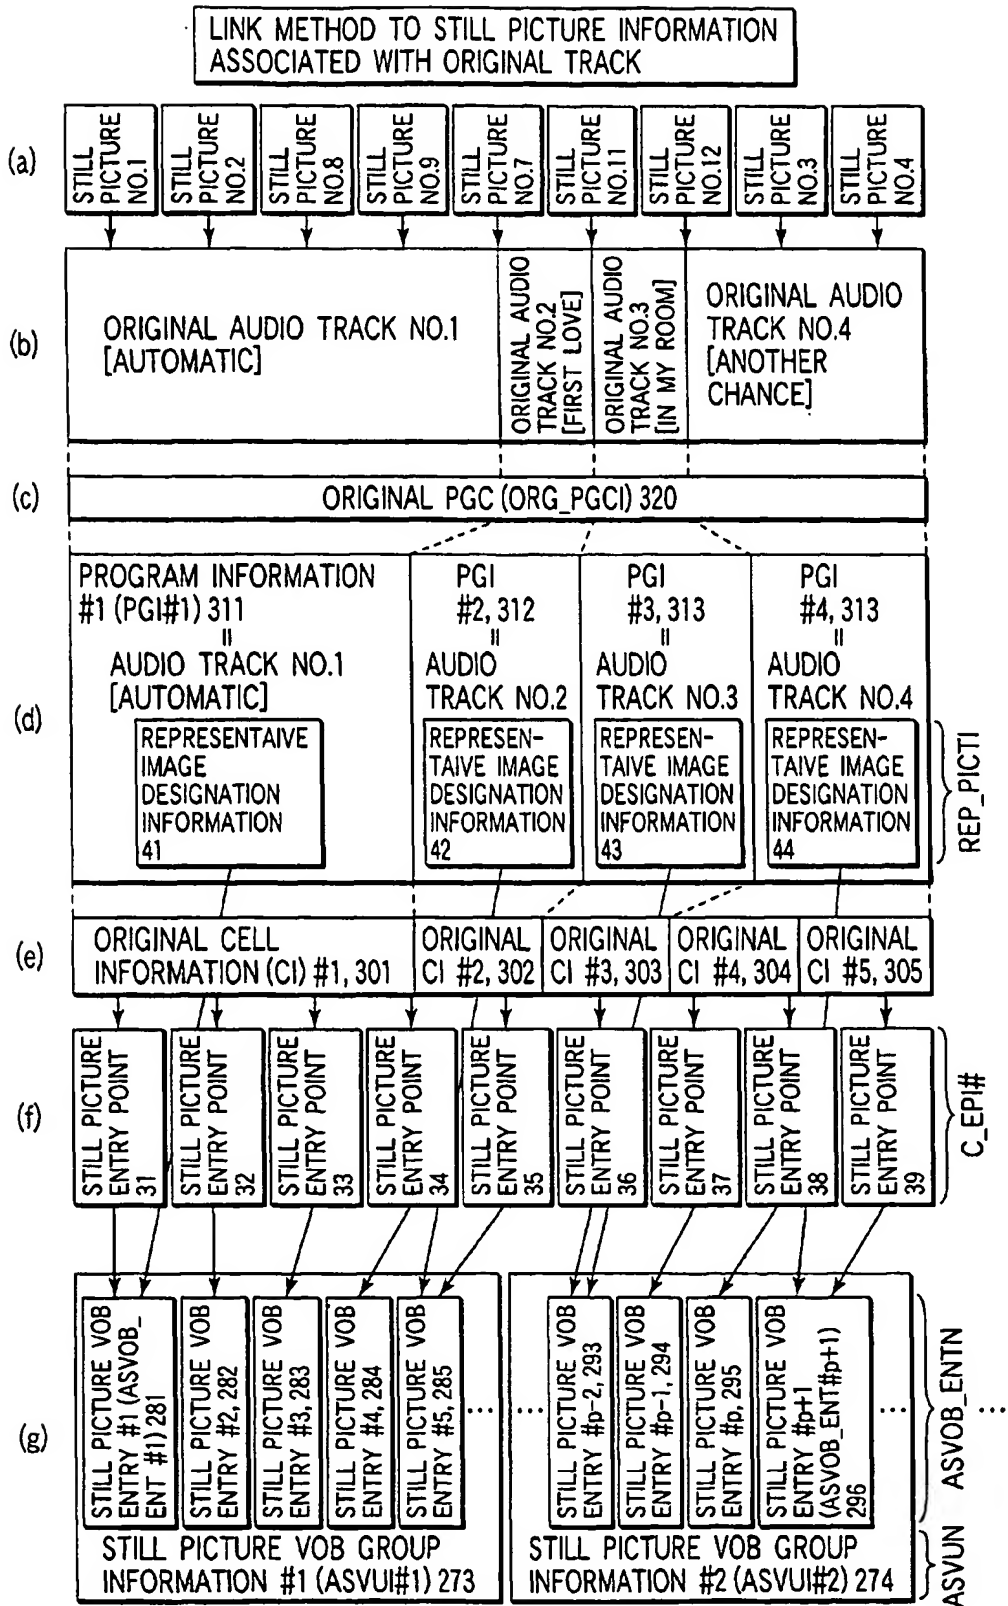 LINK METHOD TO STILL PICTURE INFORMATION
ASSOCIATED WITH ORIGINAL TRACK
(a)
STILL
PICTURE
NO.1
STILL
PICTURE
NO.2
STILL
PICTURE
NO.8
STILL
PICTURE
NO.9
STILL
PICTURE
NO.7
STILL
PICTURE
NO.11
STILL
PICTURE
NO.12
STILL
PICTURE
NO.3
STILL
PICTURE
NO.4
(b)
ORIGINAL AUDIO TRACK NO.1
[AUTOMATIC]
ORIGINAL AUDIO
TRACK NO.2
[FIRST LOVE]
ORIGINAL AUDIO
TRACK NO.3
[IN MY ROOM]
ORIGINAL AUDIO
TRACK NO.4
[ANOTHER
CHANCE]
(c)
ORIGINAL PGC (ORG_PGCI) 320
(d)
PROGRAM INFORMATION
#1 (PGI#1) 311
=
AUDIO TRACK NO.1
[AUTOMATIC]
REPRESENTAIVE
IMAGE
DESIGNATION
INFORMATION
41
PGI
#2, 312
=
AUDIO
TRACK NO.2
REPRESEN-
TAIVE IMAGE
DESIGNATION
INFORMATION
42
PGI
#3, 313
=
AUDIO
TRACK NO.3
REPRESEN-
TAIVE IMAGE
DESIGNATION
INFORMATION
43
PGI
#4, 313
=
AUDIO
TRACK NO.4
REPRESEN-
TAIVE IMAGE
DESIGNATION
INFORMATION
44
REP_PICTI
(e)
ORIGINAL CELL
INFORMATION (CI) #1, 301
ORIGINAL
CI #2, 302
ORIGINAL
CI #3, 303
ORIGINAL
CI #4, 304
ORIGINAL
CI #5, 305
(f)
STILL PICTURE
ENTRY POINT
31
STILL PICTURE
ENTRY POINT
32
STILL PICTURE
ENTRY POINT
33
STILL PICTURE
ENTRY POINT
34
STILL PICTURE
ENTRY POINT
35
STILL PICTURE
ENTRY POINT
36
STILL PICTURE
ENTRY POINT
37
STILL PICTURE
ENTRY POINT
38
STILL PICTURE
ENTRY POINT
39
C_EPI#
(g)
STILL PICTURE VOB
ENTRY #1 (ASVOB_
ENT #1) 281
STILL PICTURE VOB
ENTRY #2, 282
STILL PICTURE VOB
ENTRY #3, 283
STILL PICTURE VOB
ENTRY #4, 284
STILL PICTURE VOB
ENTRY #5, 285
...
STILL PICTURE VOB GROUP
INFORMATION #1 (ASVUI#1) 273
...
STILL PICTURE VOB
ENTRY #p-2, 293
STILL PICTURE VOB
ENTRY #p-1, 294
STILL PICTURE VOB
ENTRY #p, 295
STILL PICTURE VOB
ENTRY #p+1
(ASVOB_ENT#p+1)
296
...
STILL PICTURE VOB GROUP
INFORMATION #2 (ASVUI#2) 274
ASVOB_ENTN
...
ASVUN